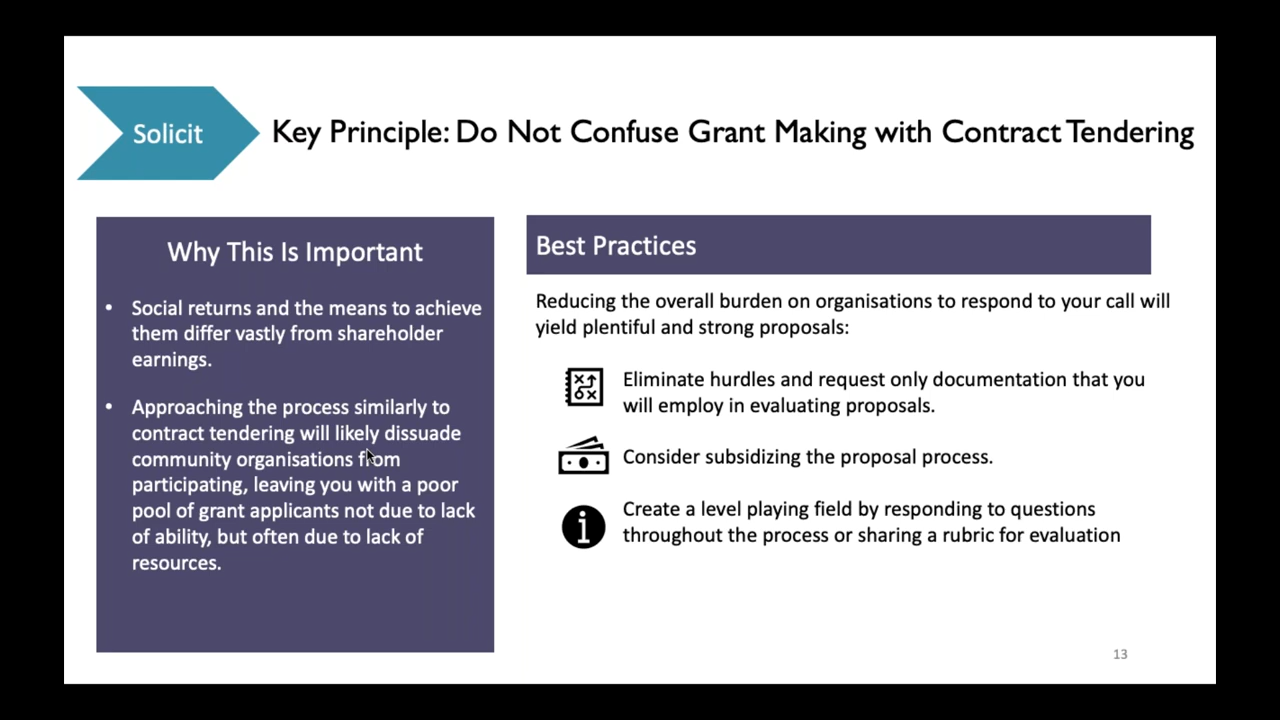 Solicit
Key Principle: Do Not Confuse Grant Making with Contract Tendering
Why This Is Important
• Social returns and the means to achieve
them differ vastly from shareholder
earnings.
• Approaching the process similarly to
contract tendering will likely dissuade
community organisations from
participating, leaving you with a poor
pool of grant applicants not due to lack
of ability, but often due to lack of
resources.
Best Practices
Reducing the overall burden on organisations to respond to your call will
yield plentiful and strong proposals:
Eliminate hurdles and request only documentation that you
will employ in evaluating proposals.
Consider subsidizing the proposal process.
Create a level playing field by responding to questions
throughout the process or sharing a rubric for evaluation
13